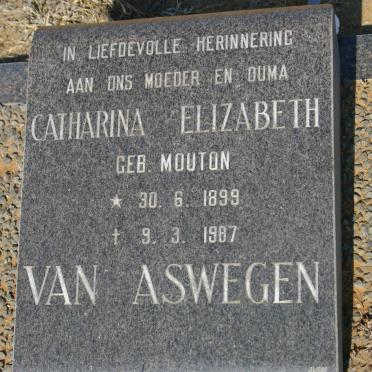 IN LIEFDEVOLLE HERINNERING
AAN ONS MOEDER EN OUMA
CATHARINA ELIZABETH
GEB. MOUTON
★ 30. 6. 1899
† 9. 3. 1987
VAN ASWEGEN